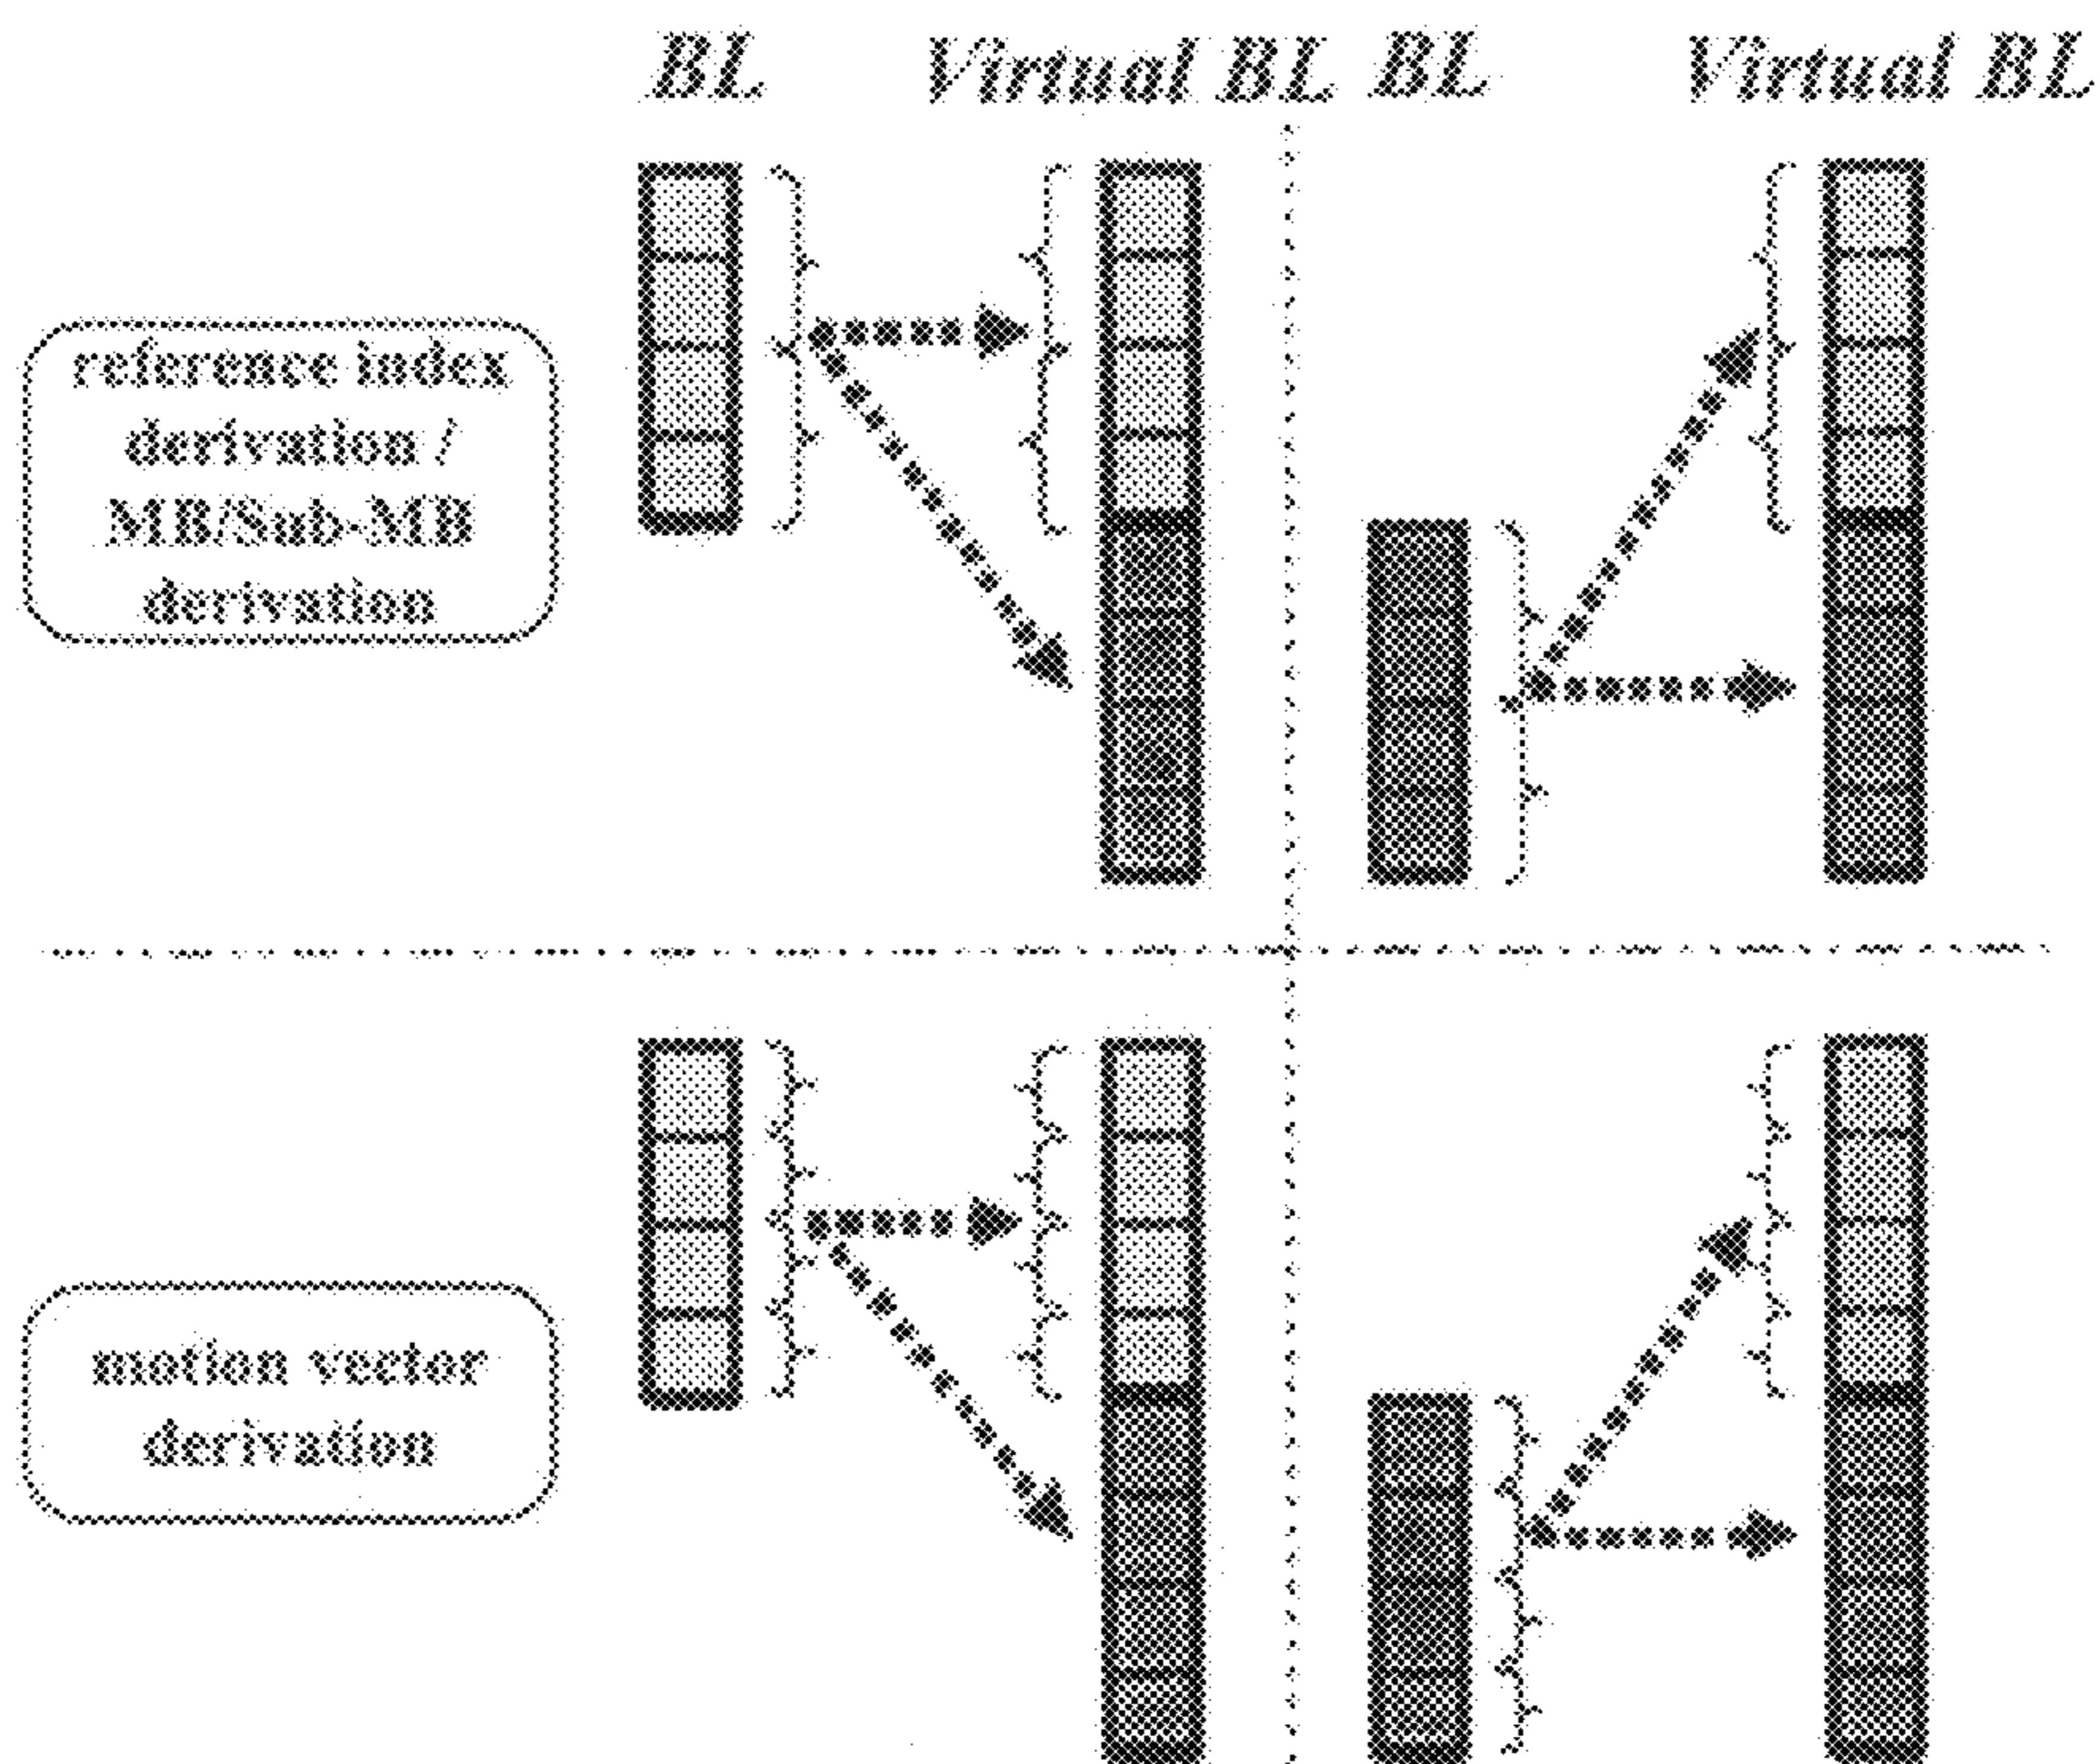 BL Virtual BL BL Virtual BL
reference index
derivation /
MB/Sub-MB
derivation
motion vector
derivation